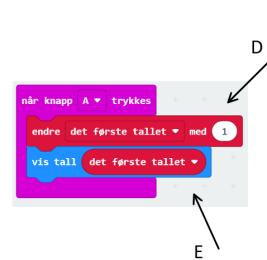 D
når knapp A trykkes
endre det første tallet med 1
vis tall det første tallet
E